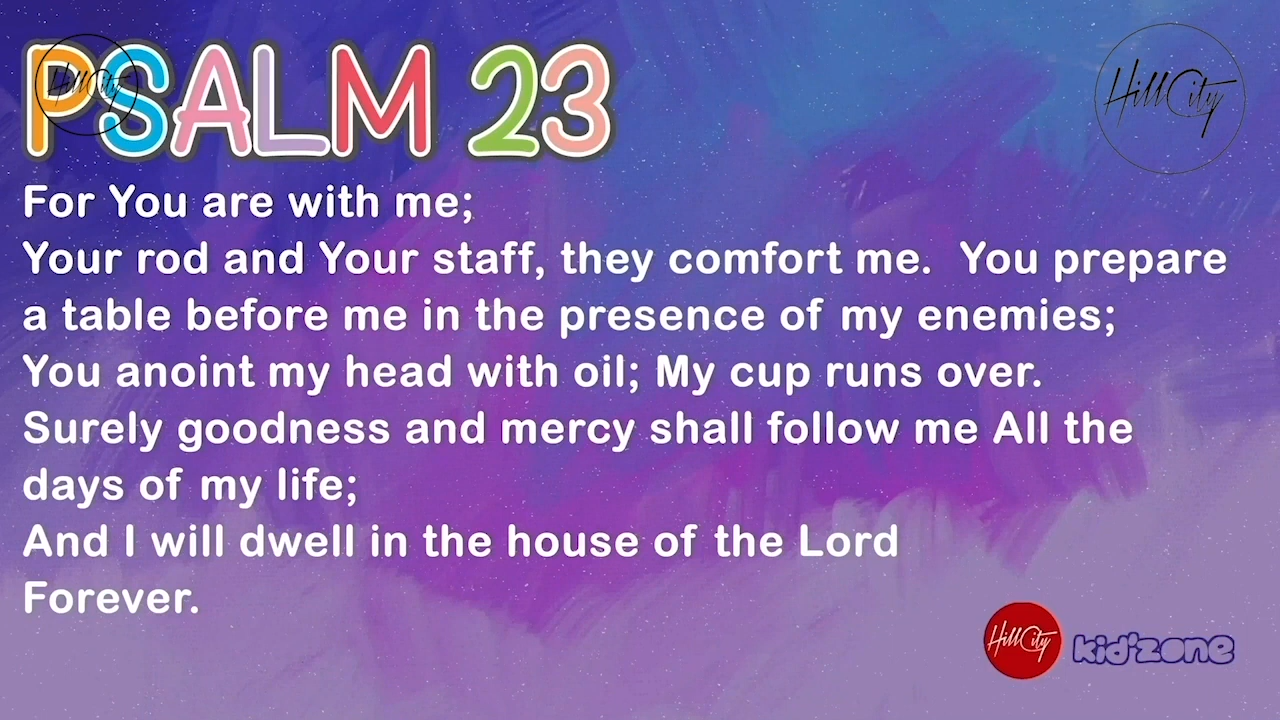 PSALM 23
HillCity
HillCity
For You are with me;
Your rod and Your staff, they comfort me.  You prepare
a table before me in the presence of my enemies;
You anoint my head with oil; My cup runs over.
Surely goodness and mercy shall follow me All the
days of my life;
And I will dwell in the house of the Lord
Forever.
HillCity kid'zone